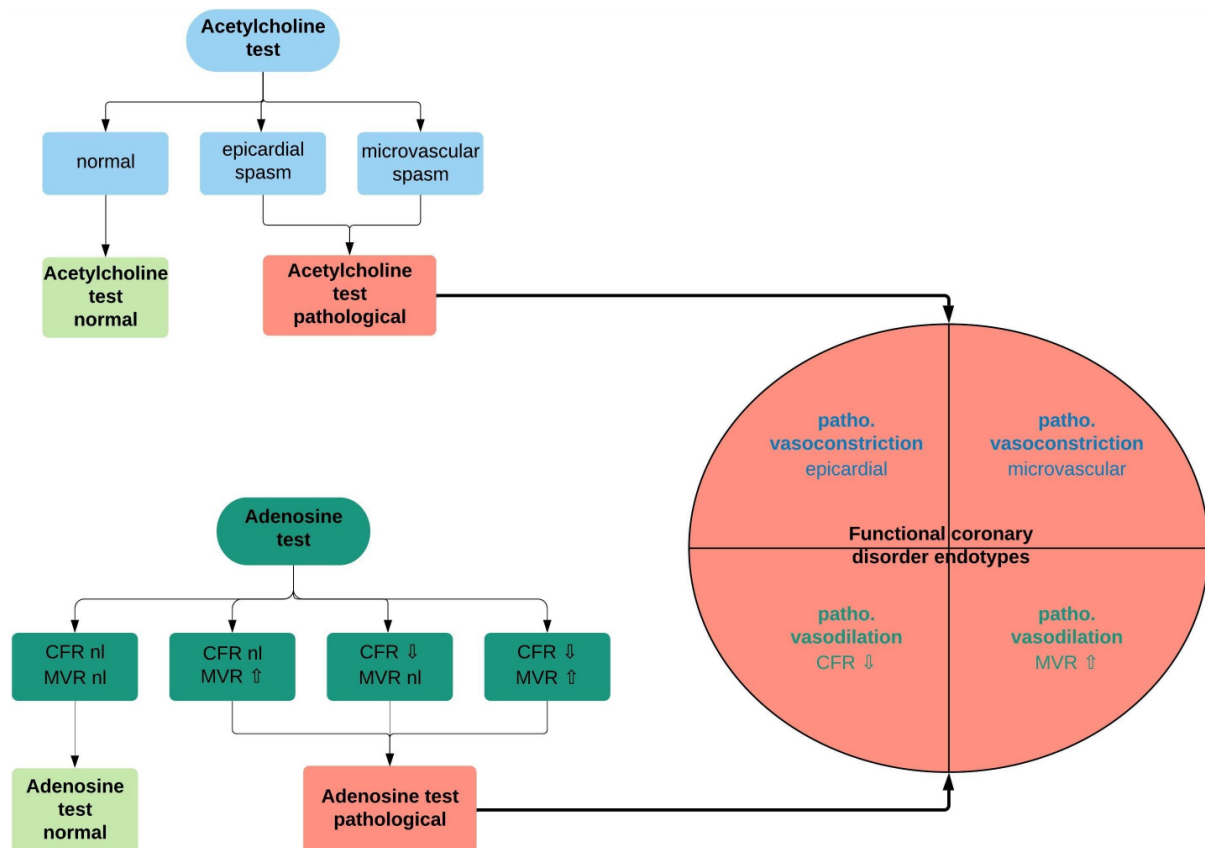 Acetylcholine
test
normal
epicardial
spasm
microvascular
spasm
Acetylcholine
test
normal
Acetylcholine
test
pathological
patho.
vasoconstriction
epicardial
patho.
vasoconstriction
microvascular
Functional coronary
disorder endotypes
patho.
vasodilation
CFR ⇩
patho.
vasodilation
MVR ⇧
Adenosine
test
CFR nl
MVR nl
CFR nl
MVR ⇧
CFR ⇩
MVR nl
CFR ⇩
MVR ⇧
Adenosine
test
normal
Adenosine test
pathological